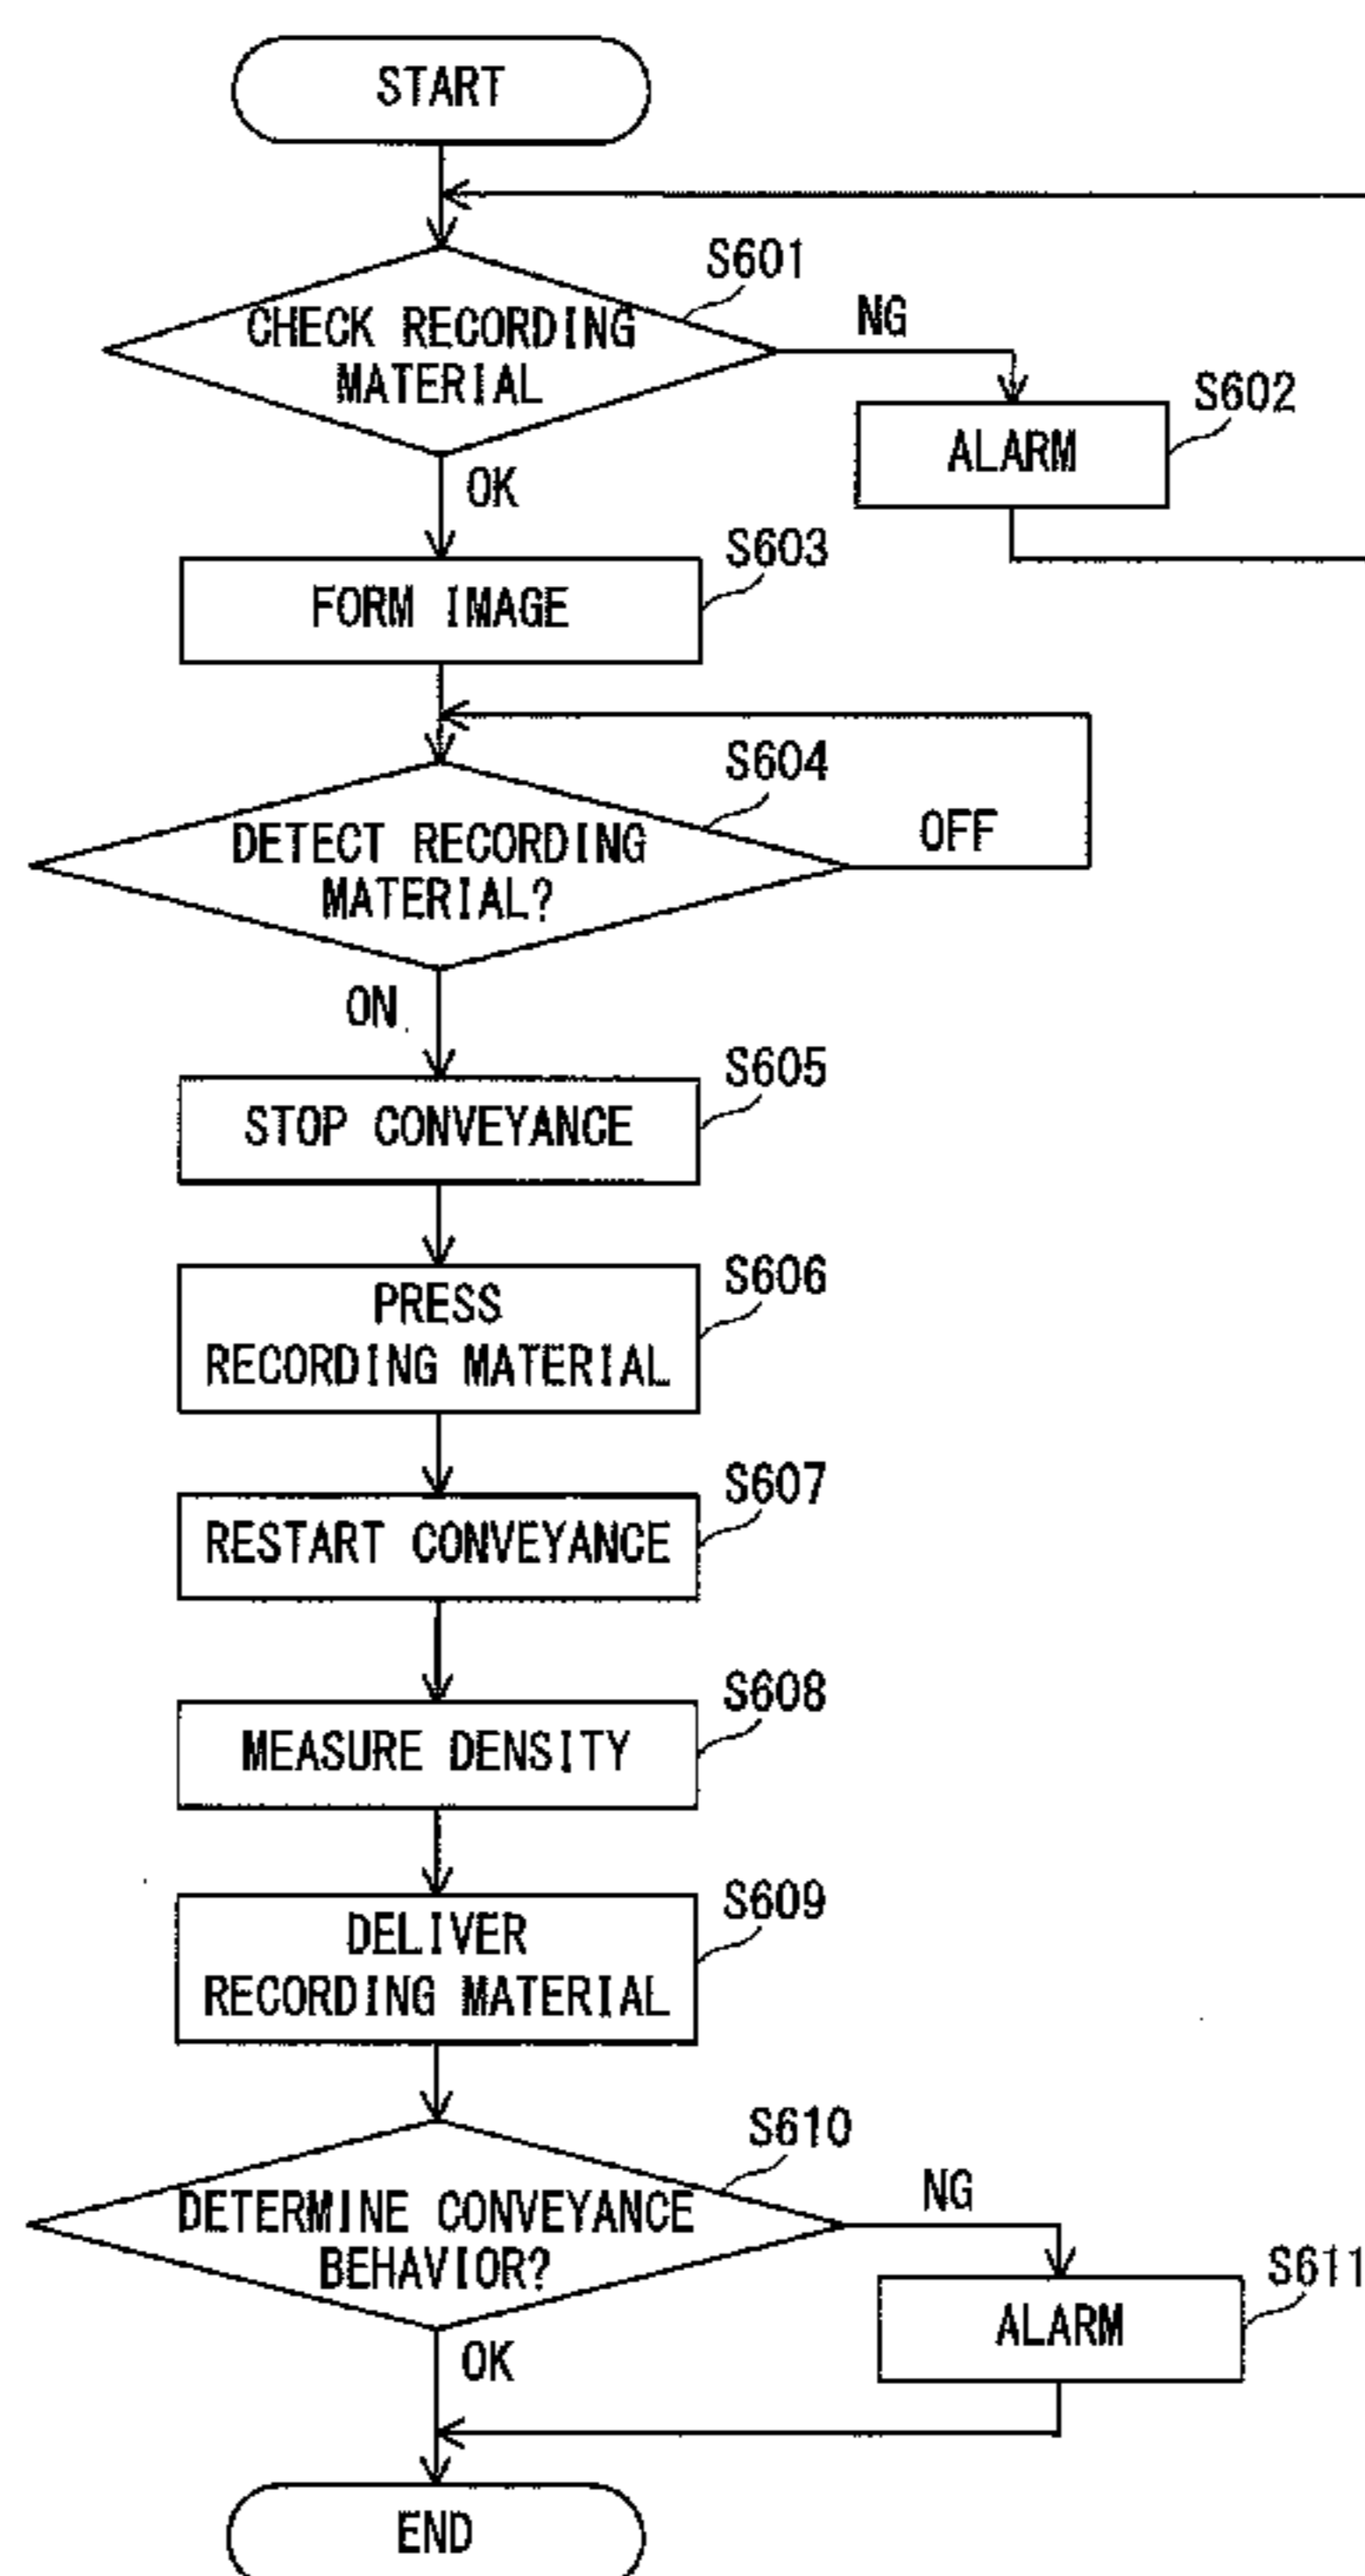 START
S601
CHECK RECORDING
MATERIAL
NG
S602
ALARM
OK
S603
FORM IMAGE
S604
DETECT RECORDING
MATERIAL?
OFF
ON
S605
STOP CONVEYANCE
S606
PRESS
RECORDING MATERIAL
S607
RESTART CONVEYANCE
S608
MEASURE DENSITY
S609
DELIVER
RECORDING MATERIAL
S610
DETERMINE CONVEYANCE
BEHAVIOR?
NG
S611
ALARM
OK
END